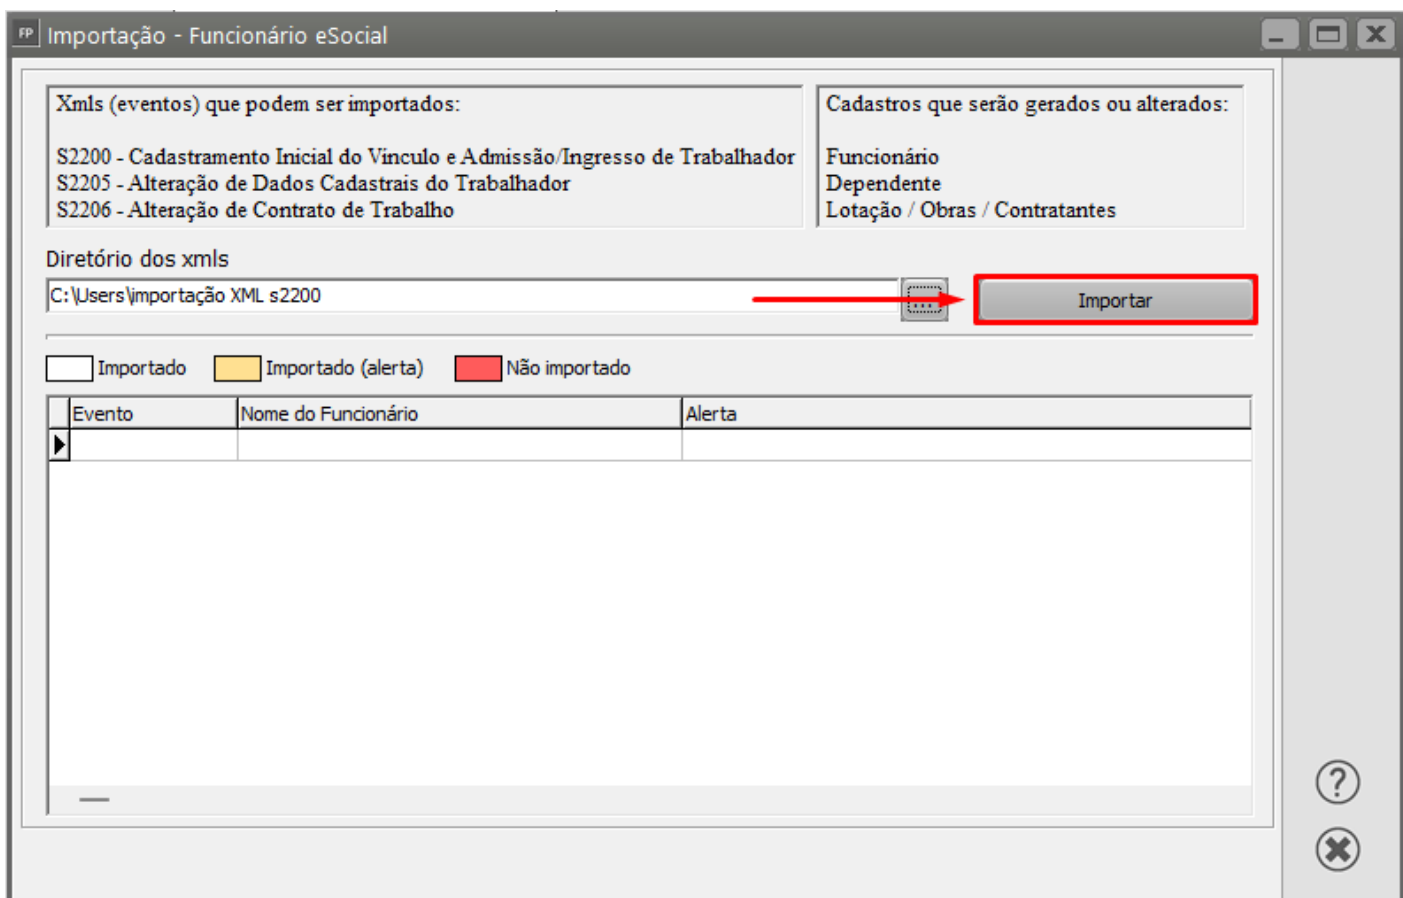 FP Importação - Funcionário eSocial
Xmls (eventos) que podem ser importados:
S2200 - Cadastramento Inicial do Vínculo e Admissão/Ingresso de Trabalhador
S2205 - Alteração de Dados Cadastrais do Trabalhador
S2206 - Alteração de Contrato de Trabalho
Cadastros que serão gerados ou alterados:
Funcionário
Dependente
Lotação / Obras / Contratantes
Diretório dos xmls
C:\Users\importação XML s2200
...
Importar
Importado Importado (alerta) Não importado
Evento Nome do Funcionário Alerta